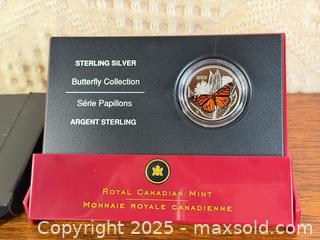 STERLING SILVER
Butterfly Collection
Série Papillons
ARGENT STERLING
2005
ROYAL CANADIAN MINT
MONNAIE ROYALE CANADIENNE
Copyright © 2025 - maxsold.com